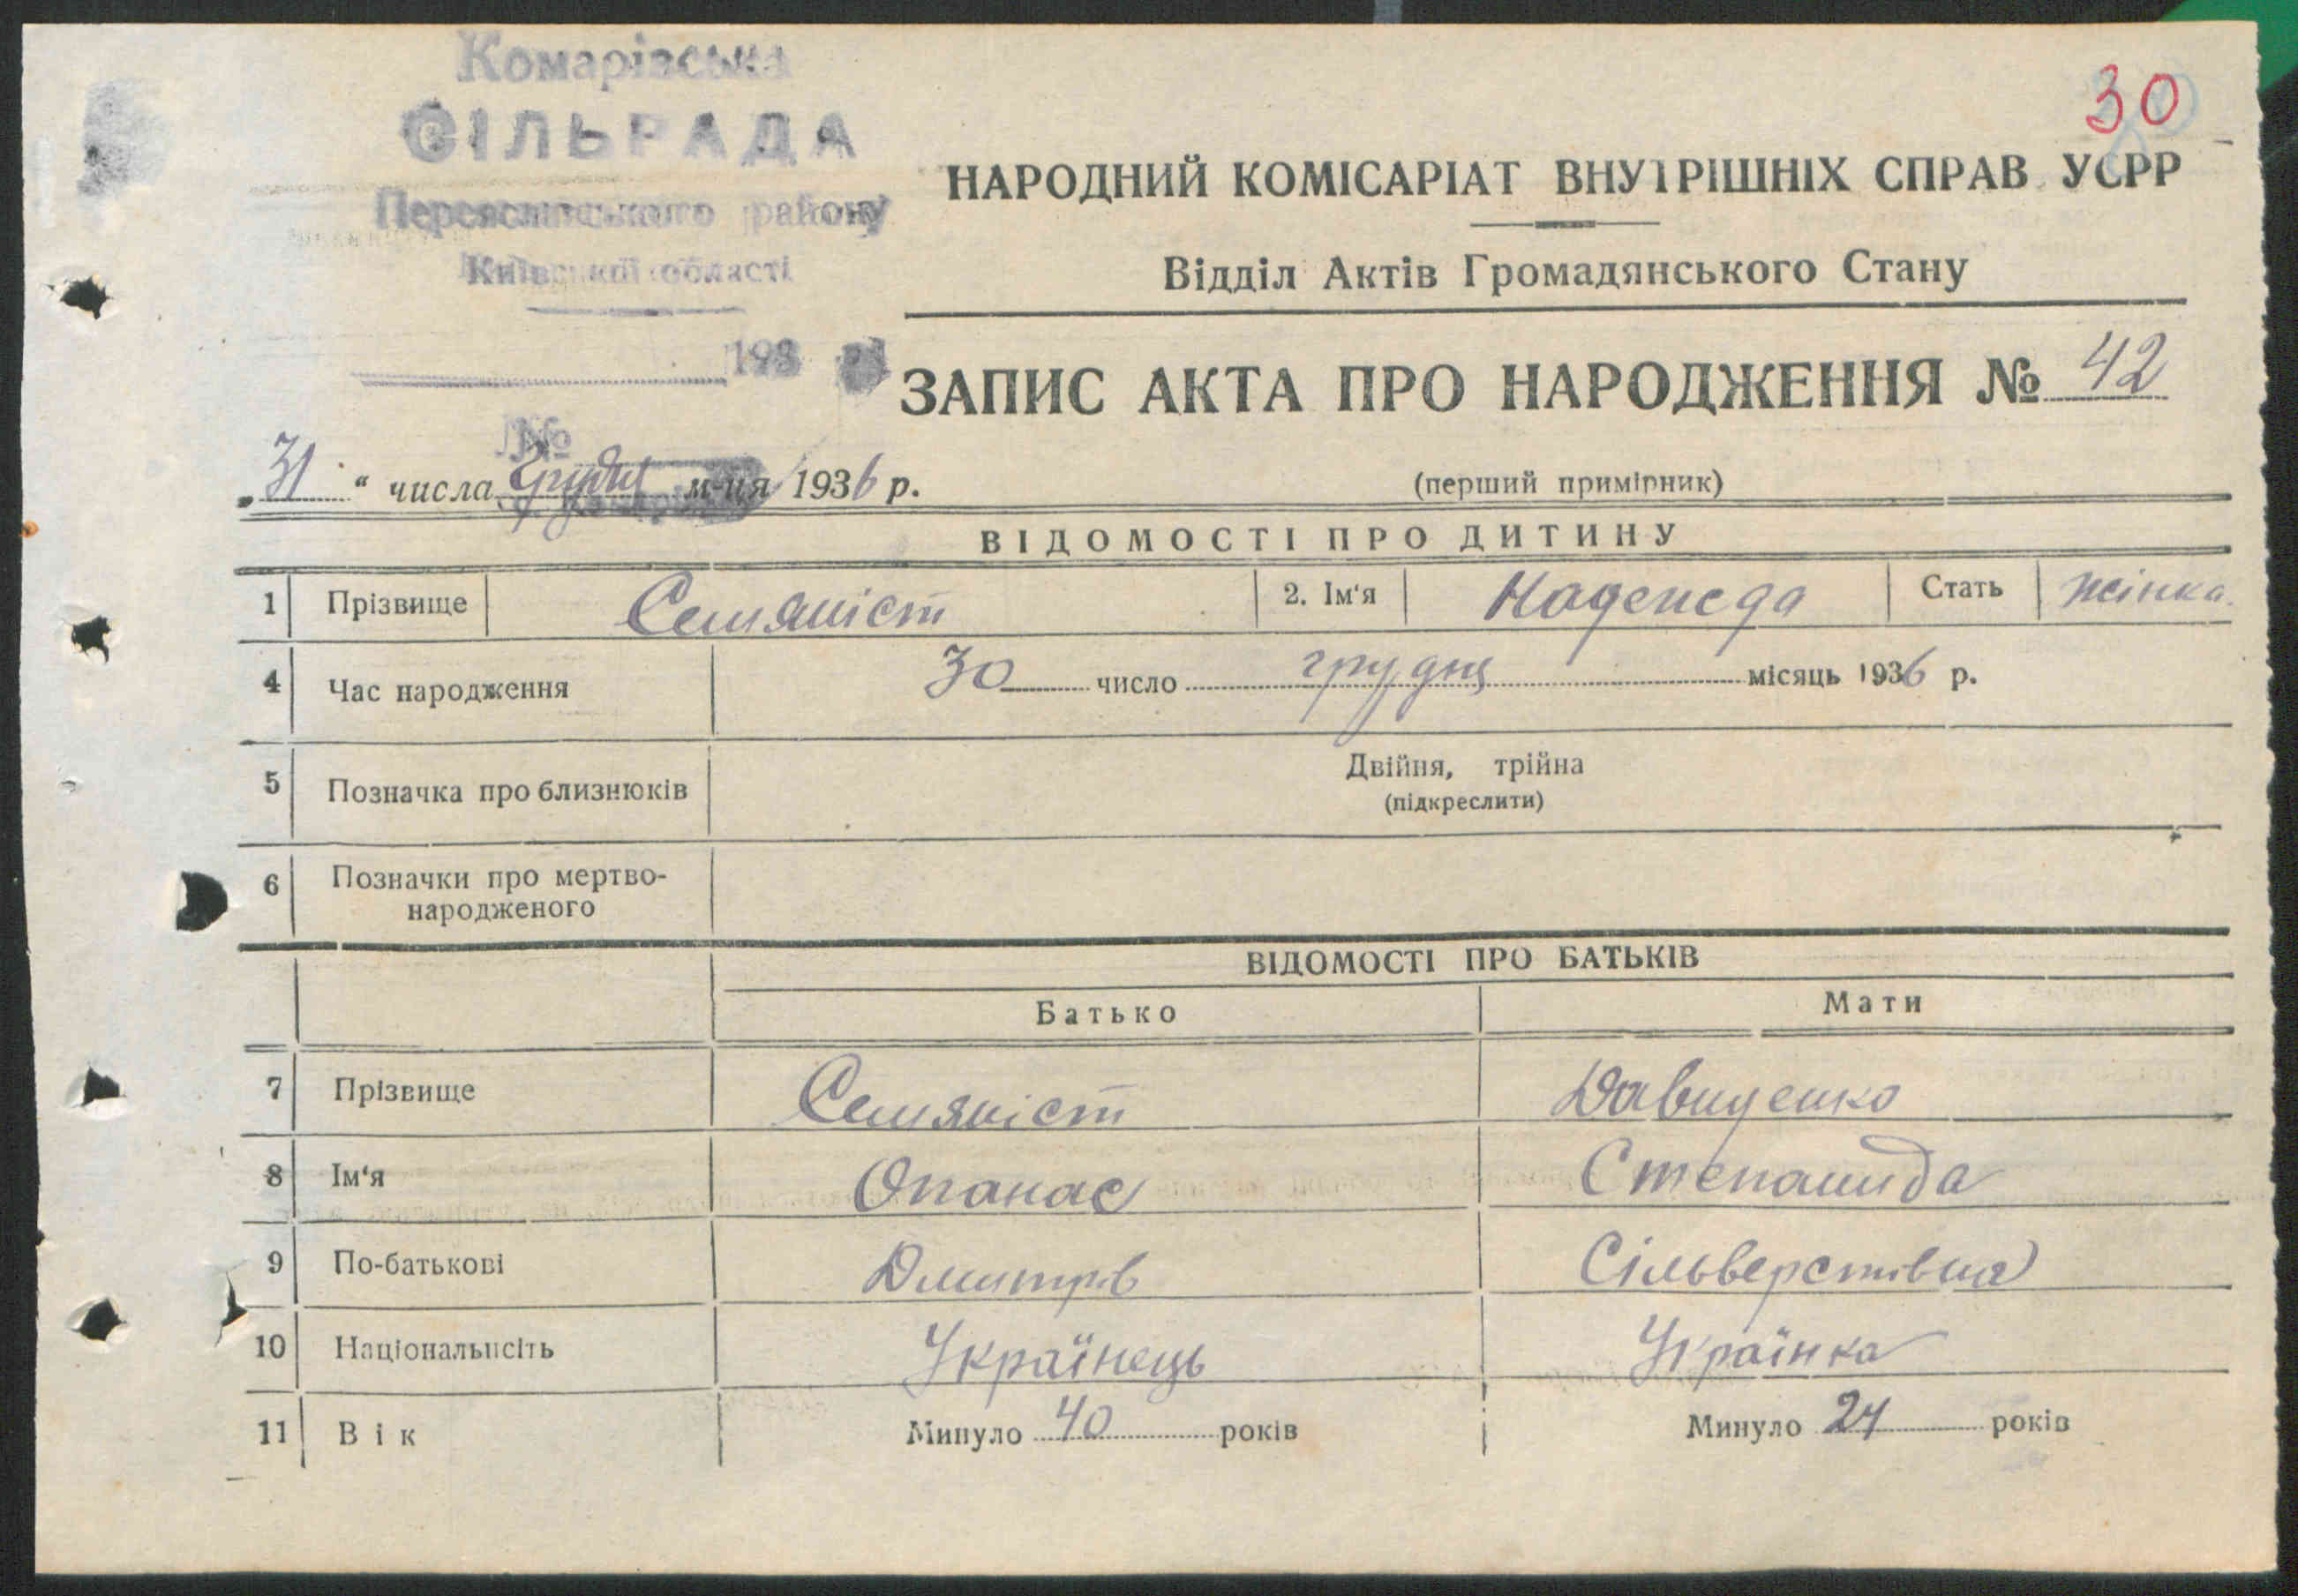 Комарівська
СІЛЬРАДА
Переяславського району
Київської області
193
№
30
НАРОДНИЙ КОМІСАРІАТ ВНУТРІШНІХ СПРАВ УСРР
Відділ Актів Громадянського Стану
ЗАПИС АКТА ПРО НАРОДЖЕННЯ № 42
„31“ числа Грудня м-ця 1936 р.
(перший примірник)
ВІДОМОСТІ ПРО ДИТИНУ
1 Прізвище 2. Ім'я Надежда Стать жінка.
4 Час народження 30 число грудня місяць 1936 р.
5 Позначка про близнюків Двійня, трійна
(підкреслити)
6 Позначки про мертво-
народженого
ВІДОМОСТІ ПРО БАТЬКІВ
Батько Мати
7 Прізвище Давиденко
8 Ім'я Опанас Степанида
9 По-батькові Дмитрів Сільверстівна
10 Національнсіть Українець Українка
11 Вік Минуло 40 років Минуло 24 років